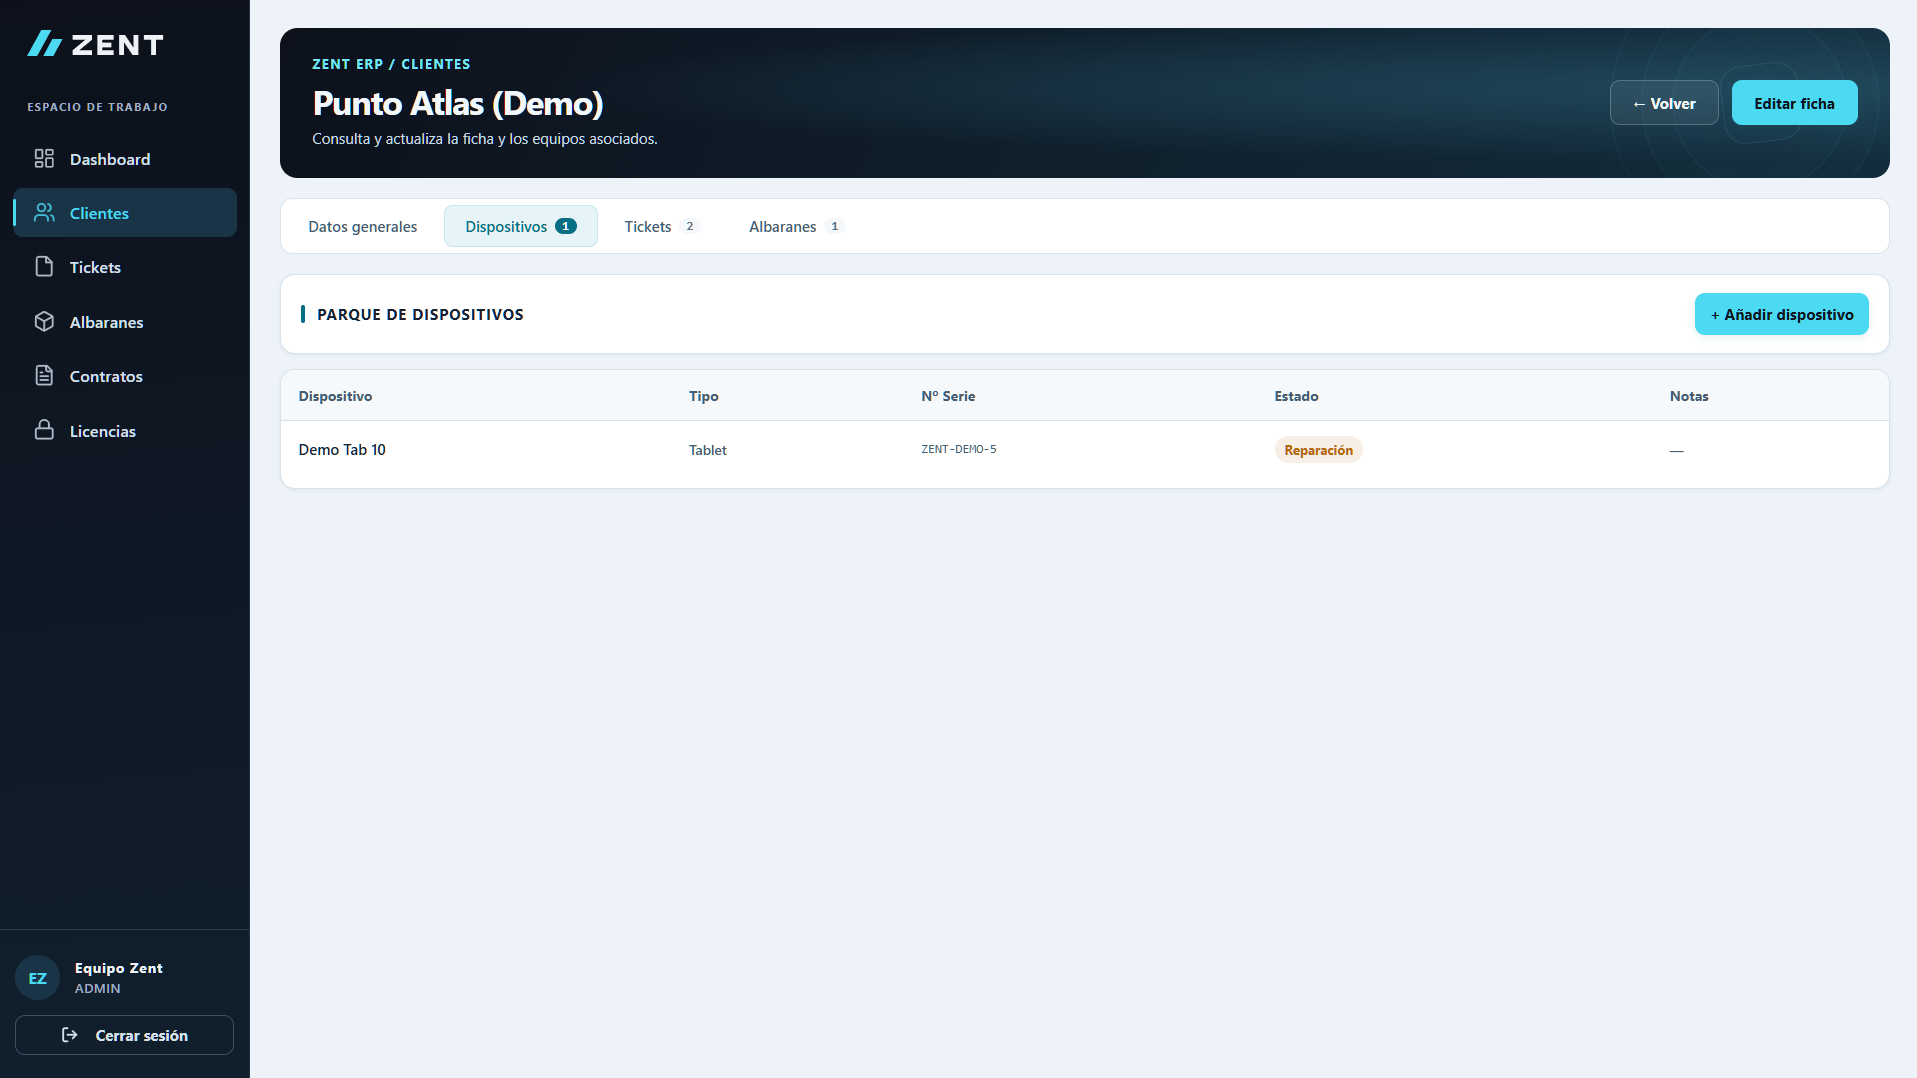 ZENT
ESPACIO DE TRABAJO
Dashboard
Clientes
Tickets
Albaranes
Contratos
Licencias
EZ
Equipo Zent
ADMIN
Cerrar sesión
ZENT ERP / CLIENTES
Punto Atlas (Demo)
Consulta y actualiza la ficha y los equipos asociados.
← Volver
Editar ficha
Datos generales
Dispositivos 1
Tickets 2
Albaranes 1
PARQUE DE DISPOSITIVOS
+ Añadir dispositivo
Dispositivo Tipo Nº Serie Estado Notas
Demo Tab 10 Tablet ZENT-DEMO-5 Reparación —